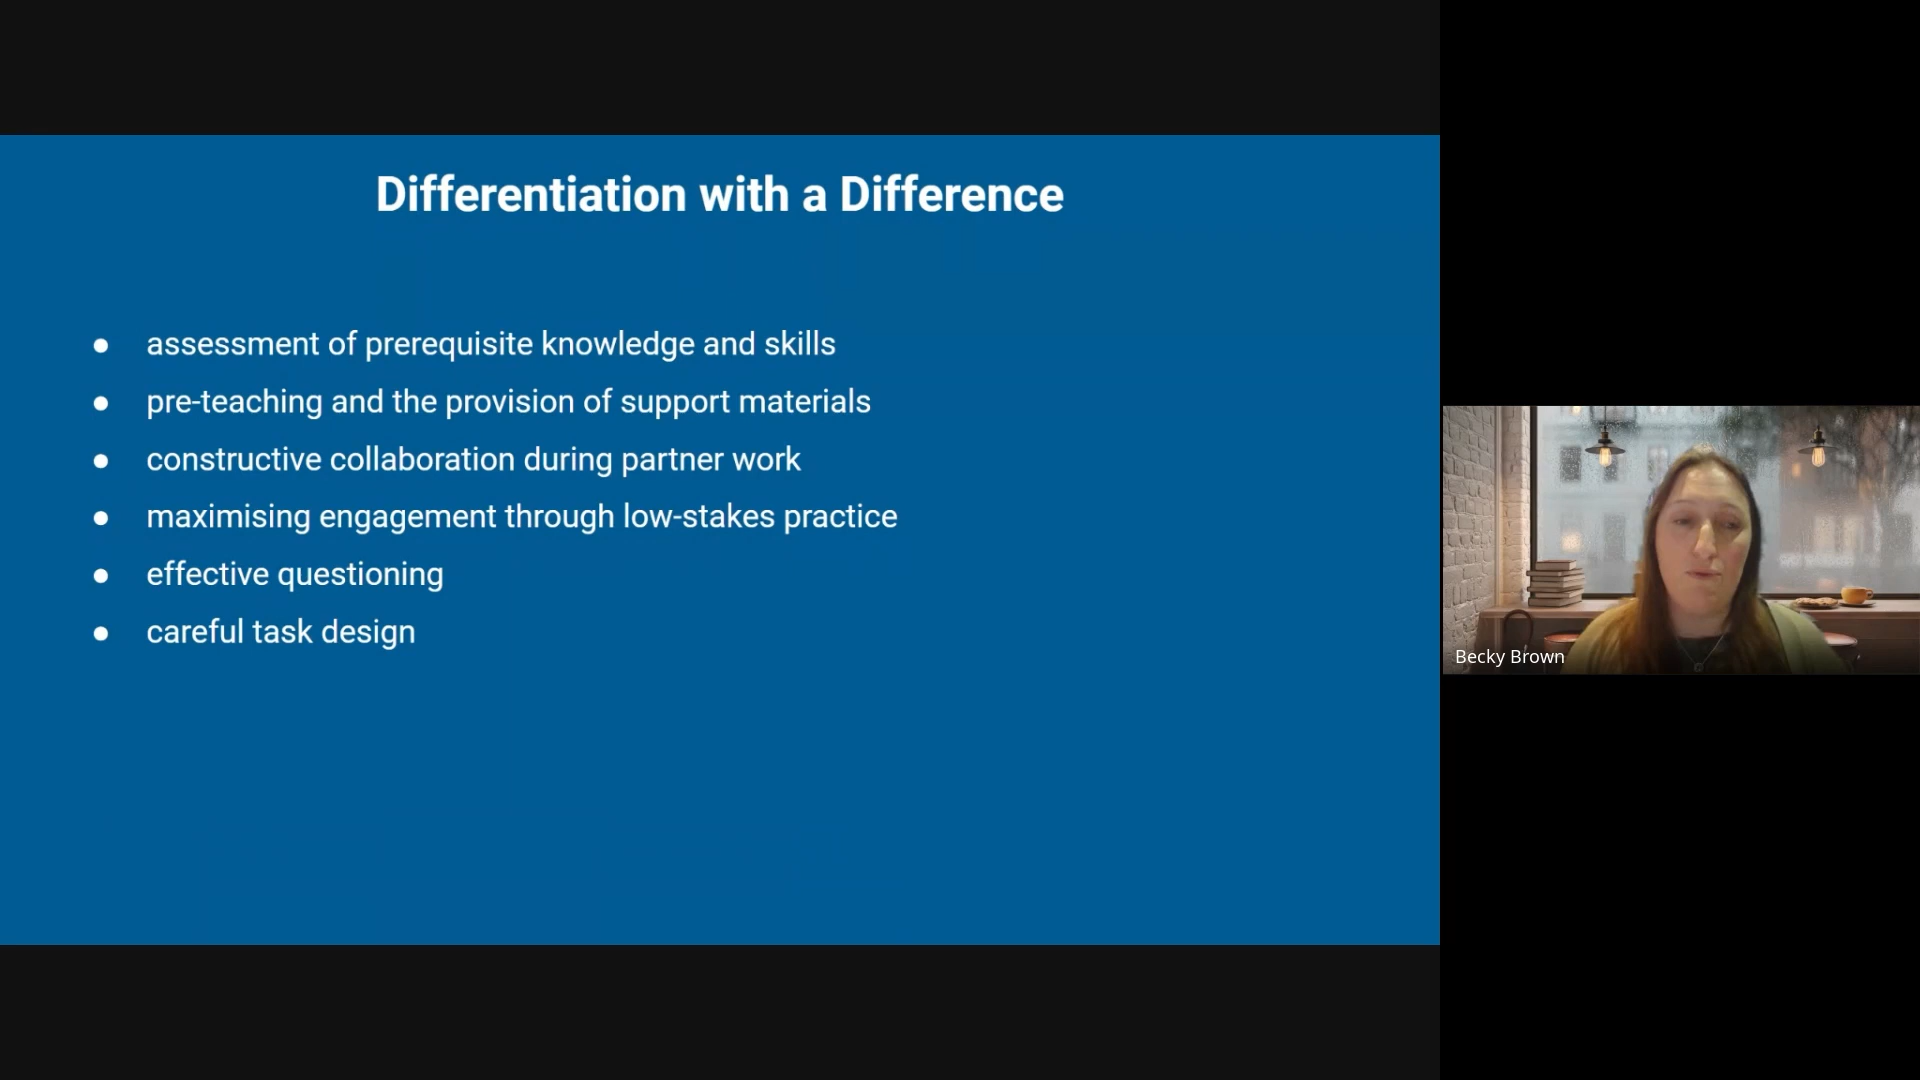 Differentiation with a Difference
● assessment of prerequisite knowledge and skills
● pre-teaching and the provision of support materials
● constructive collaboration during partner work
● maximising engagement through low-stakes practice
● effective questioning
● careful task design
Becky Brown